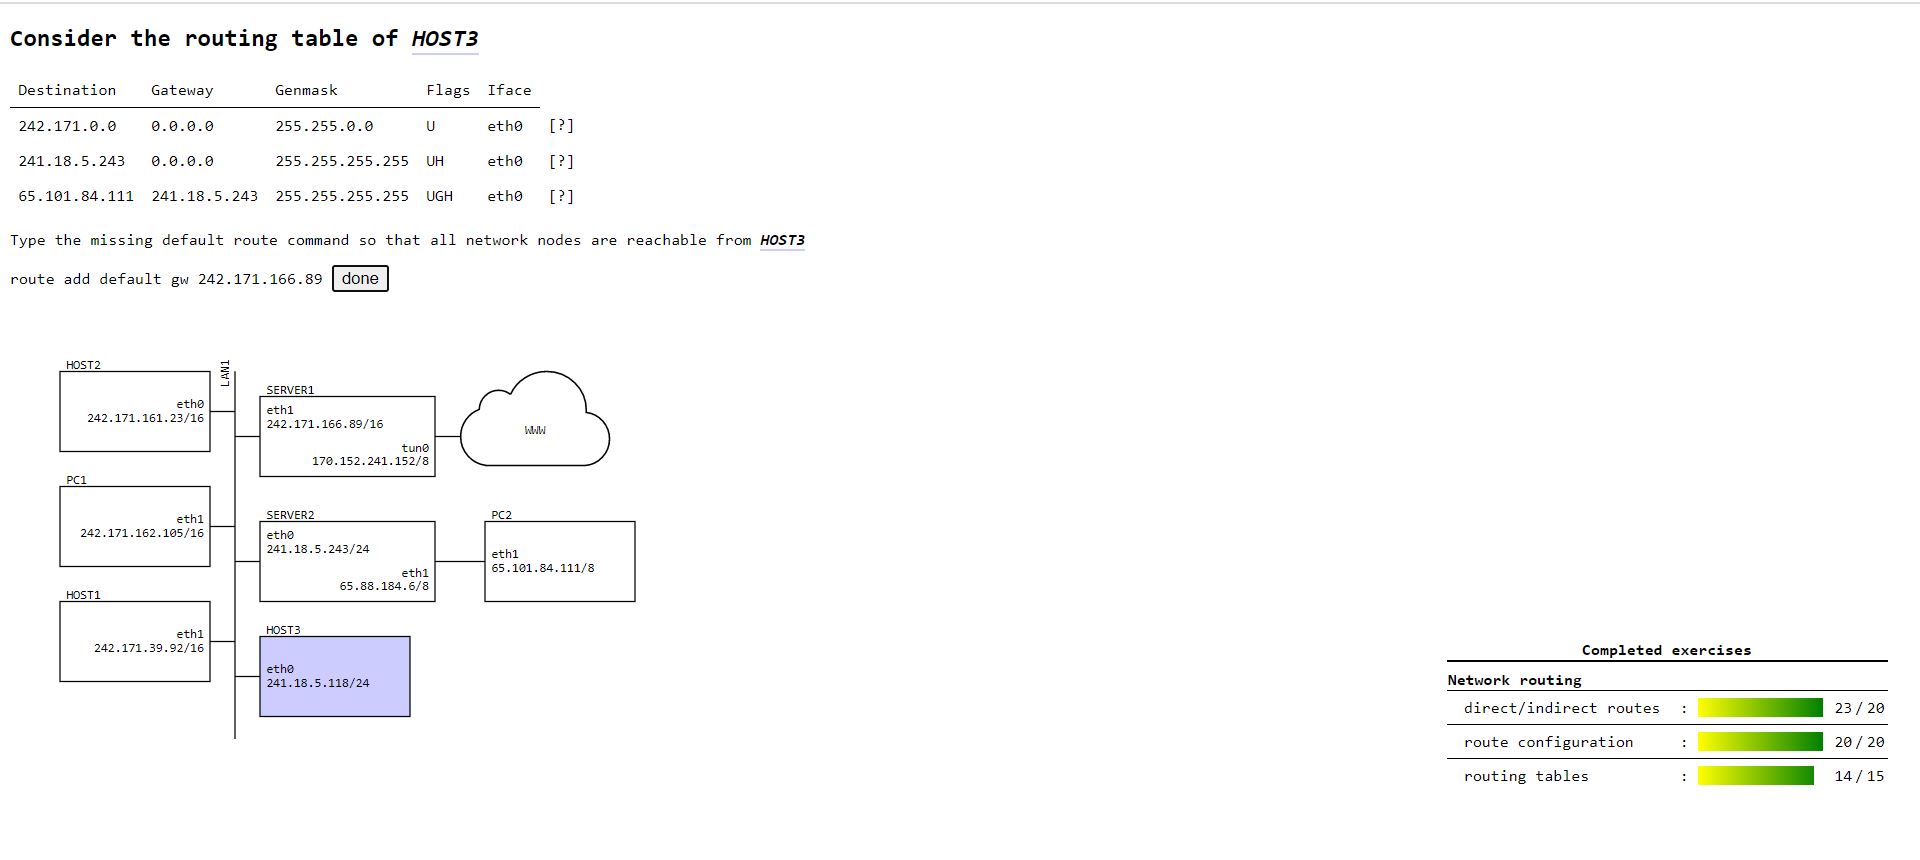 Consider the routing table of HOST3
Destination Gateway Genmask Flags Iface
242.171.0.0 0.0.0.0 255.255.0.0 U eth0 [?]
241.18.5.243 0.0.0.0 255.255.255.255 UH eth0 [?]
65.101.84.111 241.18.5.243 255.255.255.255 UGH eth0 [?]
Type the missing default route command so that all network nodes are reachable from HOST3
route add default gw 242.171.166.89 done
HOST2
eth0
242.171.161.23/16
LAN1
SERVER1
eth1
242.171.166.89/16
tun0
170.152.241.152/8
WWW
PC1
eth1
242.171.162.105/16
SERVER2
eth0
241.18.5.243/24
eth1
65.88.184.6/8
PC2
eth1
65.101.84.111/8
HOST1
eth1
242.171.39.92/16
HOST3
eth0
241.18.5.118/24
Completed exercises
Network routing
direct/indirect routes : 23/20
route configuration : 20/20
routing tables : 14/15